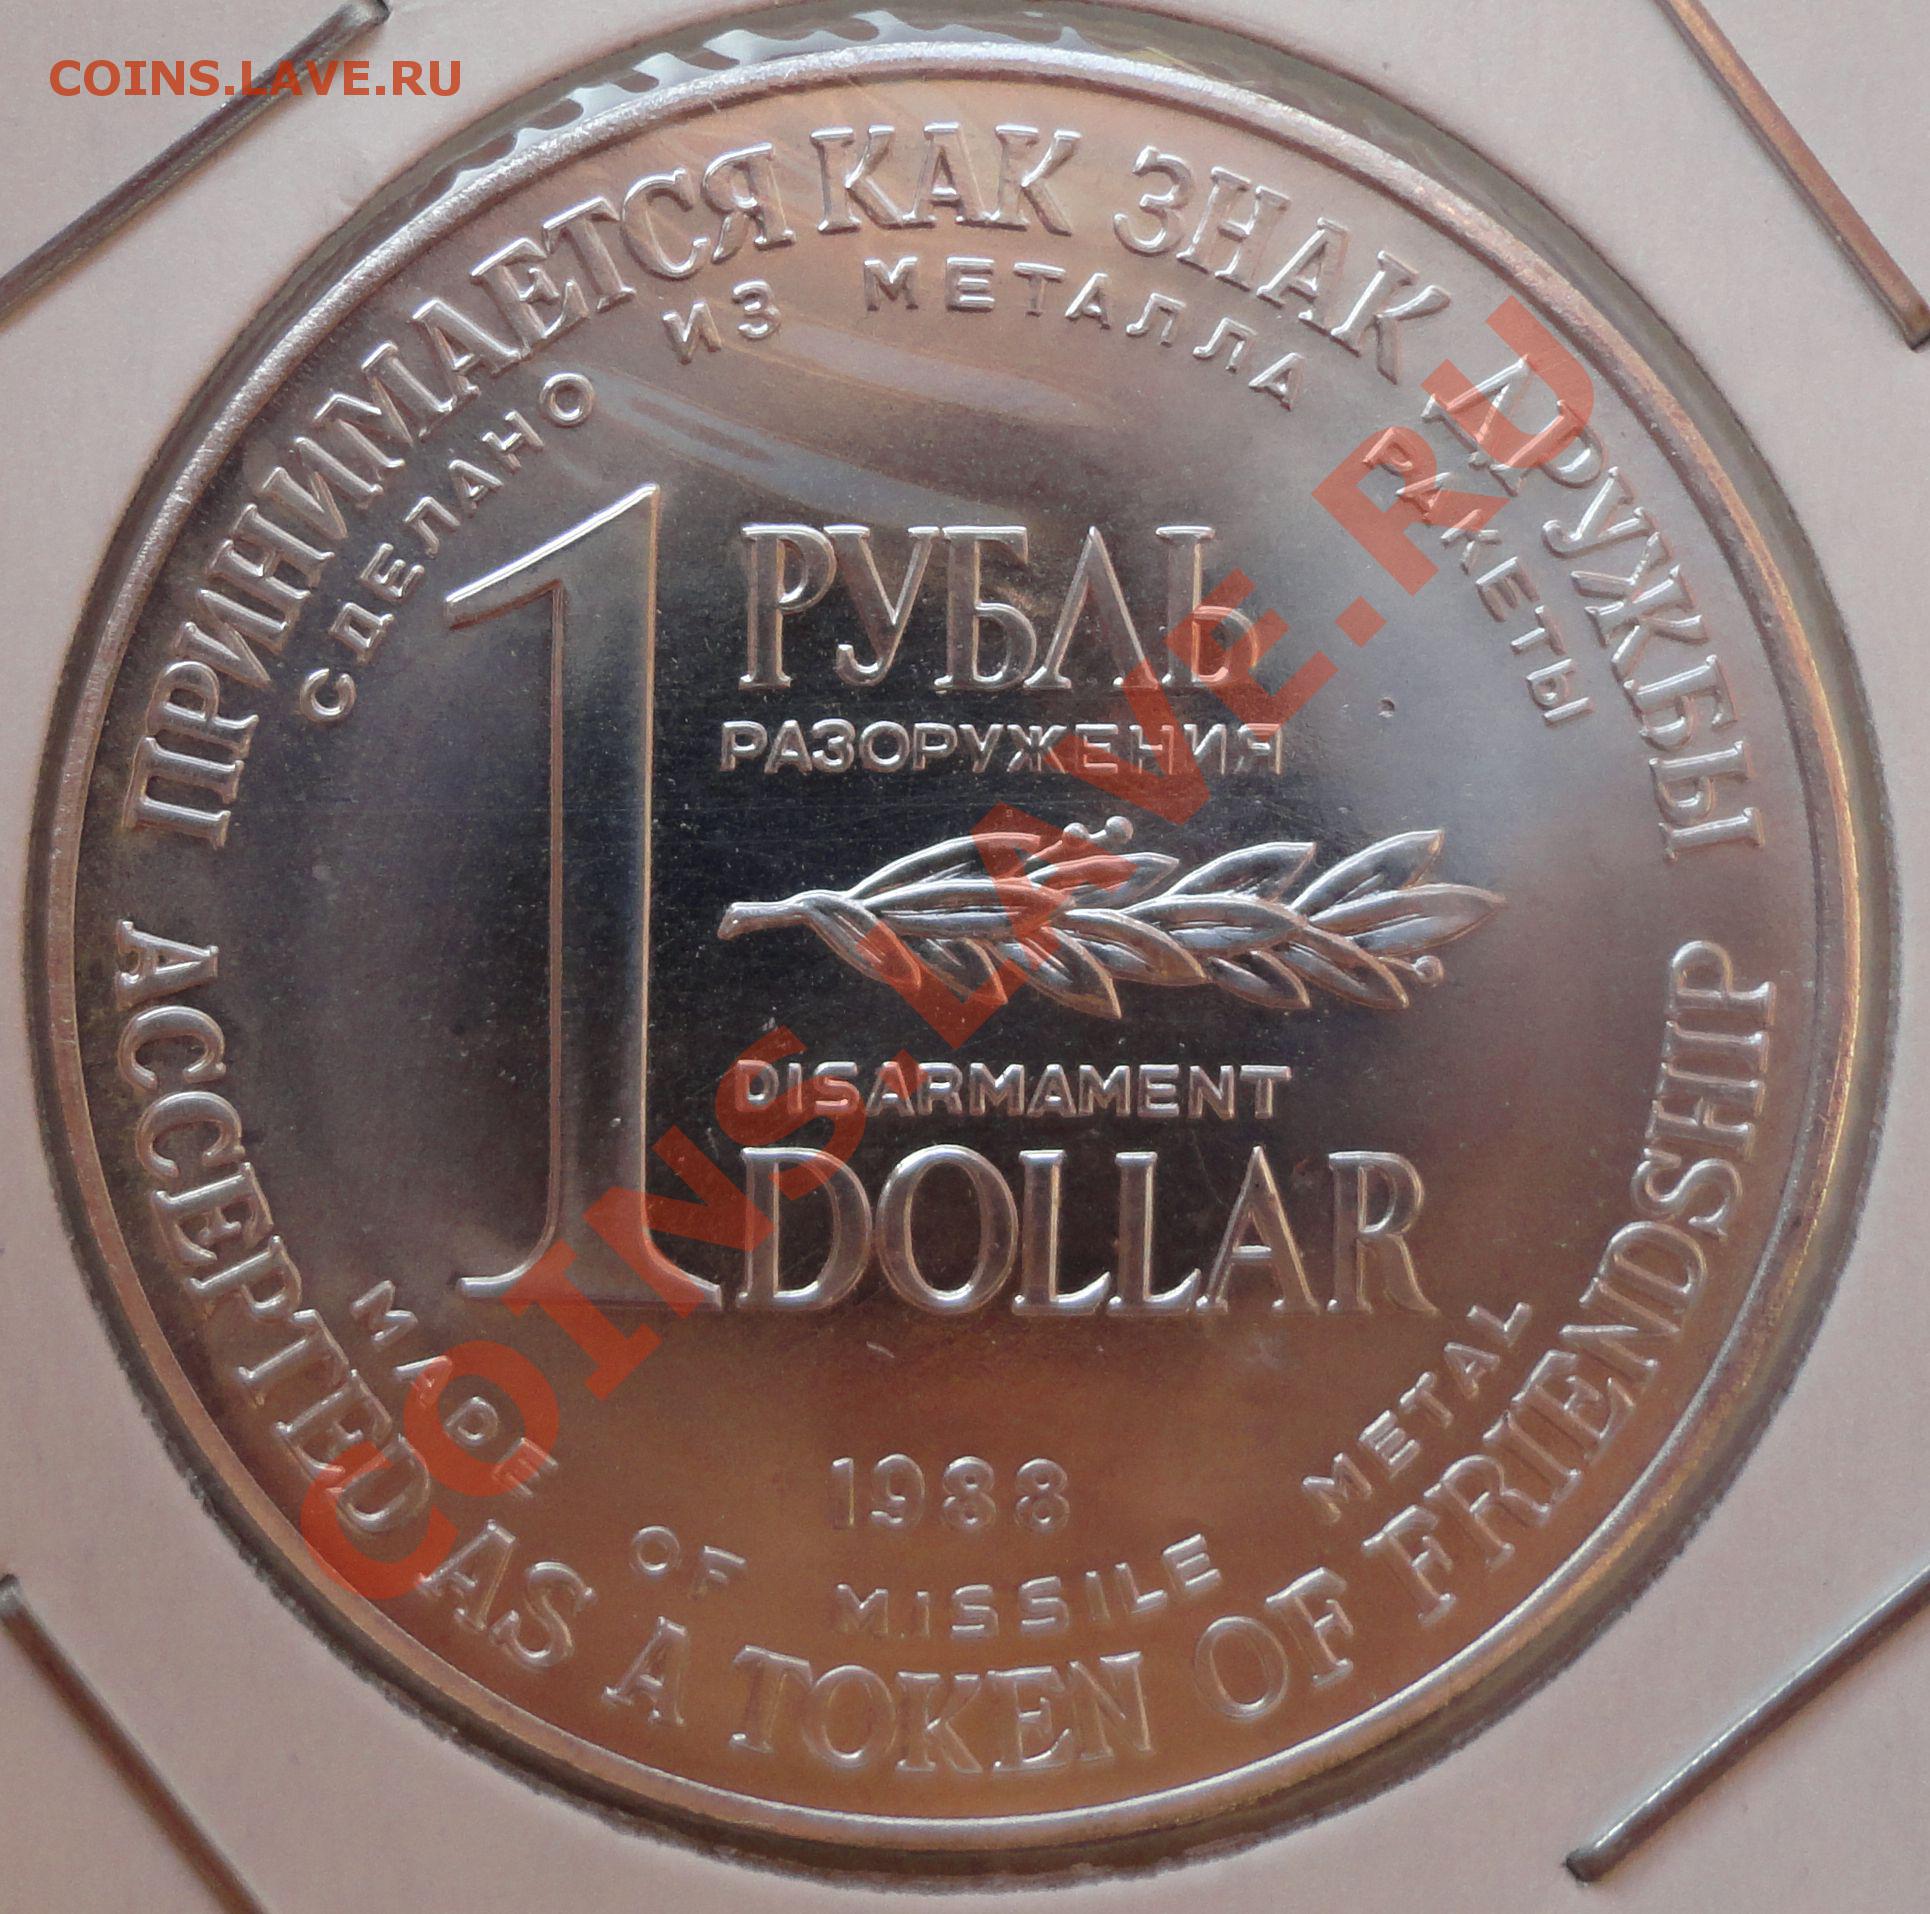 COINS.LAVE.RU
ПРИНИМАЕТСЯ КАК ЗНАК ДРУЖБЫ
СДЕЛАНО ИЗ МЕТАЛЛА РАКЕТЫ
1 РУБЛЬ
РАЗОРУЖЕНИЯ
DISARMAMENT
DOLLAR
1988
MADE OF MISSILE METAL
ACCEPTED AS A TOKEN OF FRIENDSHIP
COINS.LAVE.RU